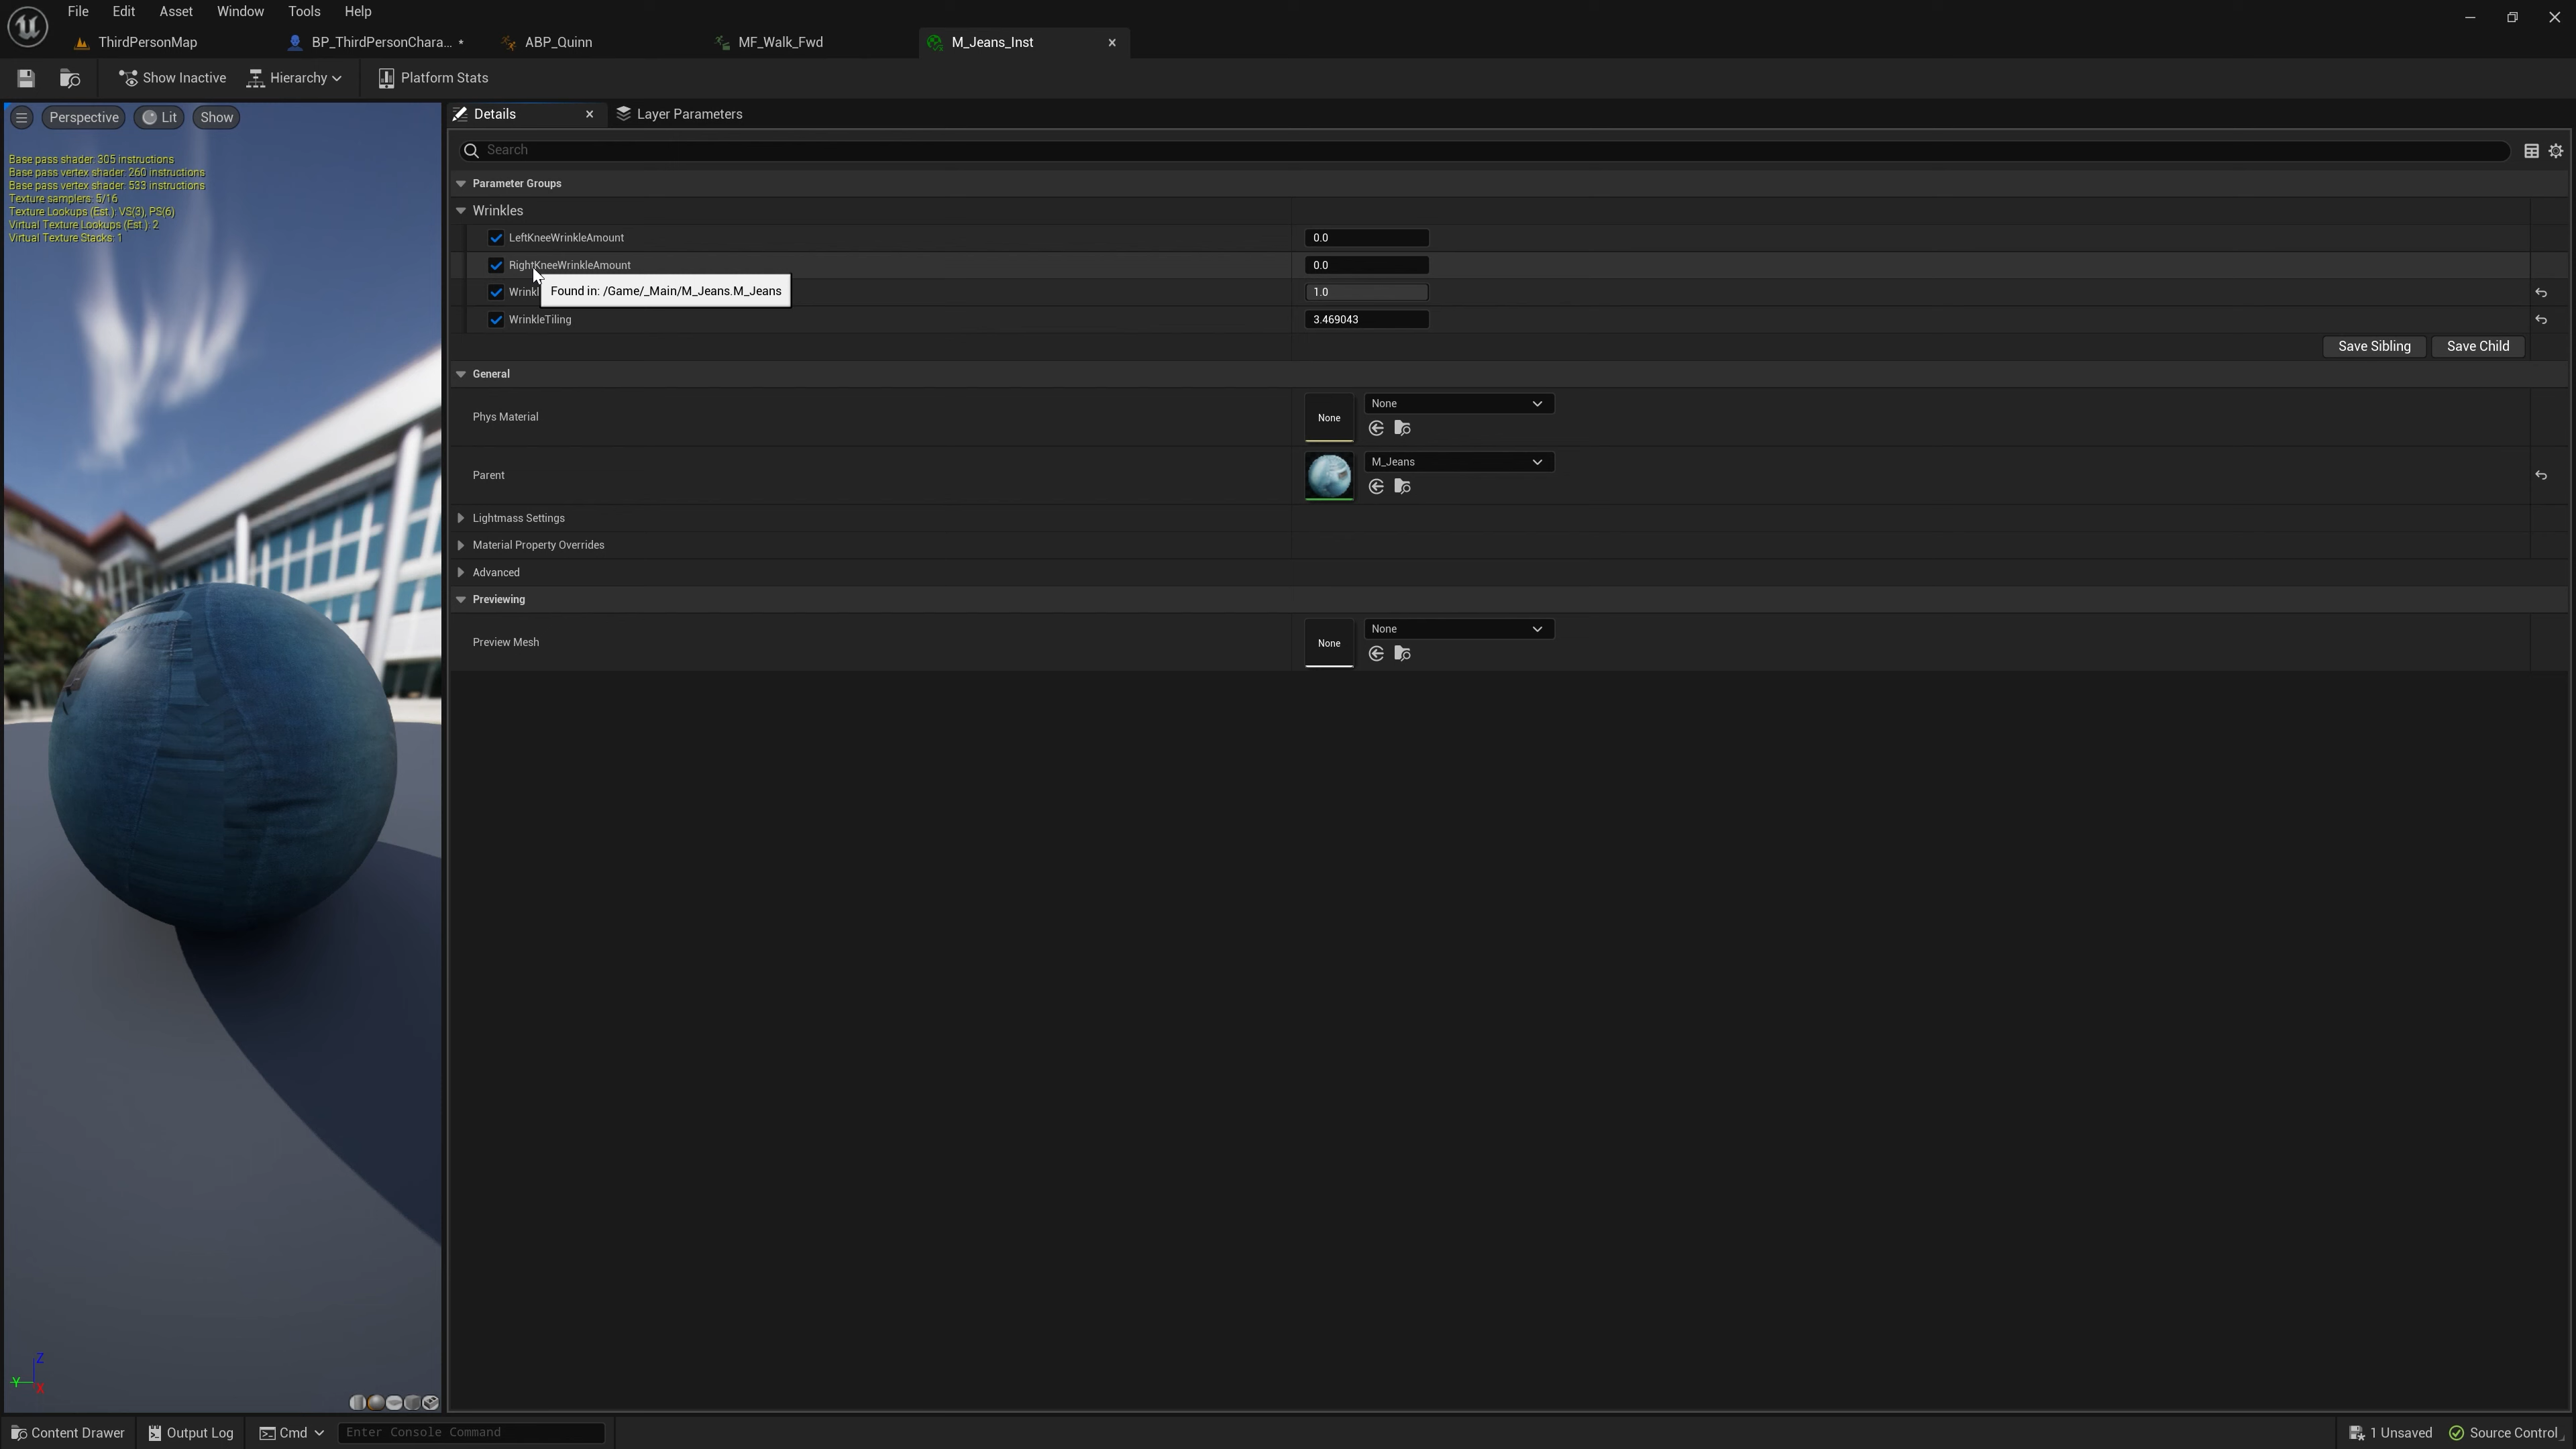 File Edit Asset Window Tools Help
ThirdPersonMap BP_ThirdPersonChara... * ABP_Quinn MF_Walk_Fwd M_Jeans_Inst
Show Inactive Hierarchy Platform Stats
Perspective Lit Show
Base pass shader: 305 instructions
Base pass vertex shader: 260 instructions
Base pass vertex shader: 533 instructions
Texture samplers: 5/16
Texture Lookups (Est.): VS(3), PS(6)
Virtual Texture Lookups (Est.): 2
Virtual Texture Stacks: 1
Z
Y
X
Details Layer Parameters
Search
Parameter Groups
Wrinkles
LeftKneeWrinkleAmount 0.0
RightKneeWrinkleAmount 0.0
Wrinkl 1.0
Found in: /Game/_Main/M_Jeans.M_Jeans
WrinkleTiling 3.469043
Save Sibling Save Child
General
Phys Material None None
Parent M_Jeans
Lightmass Settings
Material Property Overrides
Advanced
Previewing
Preview Mesh None None
Content Drawer Output Log Cmd Enter Console Command 1 Unsaved Source Control